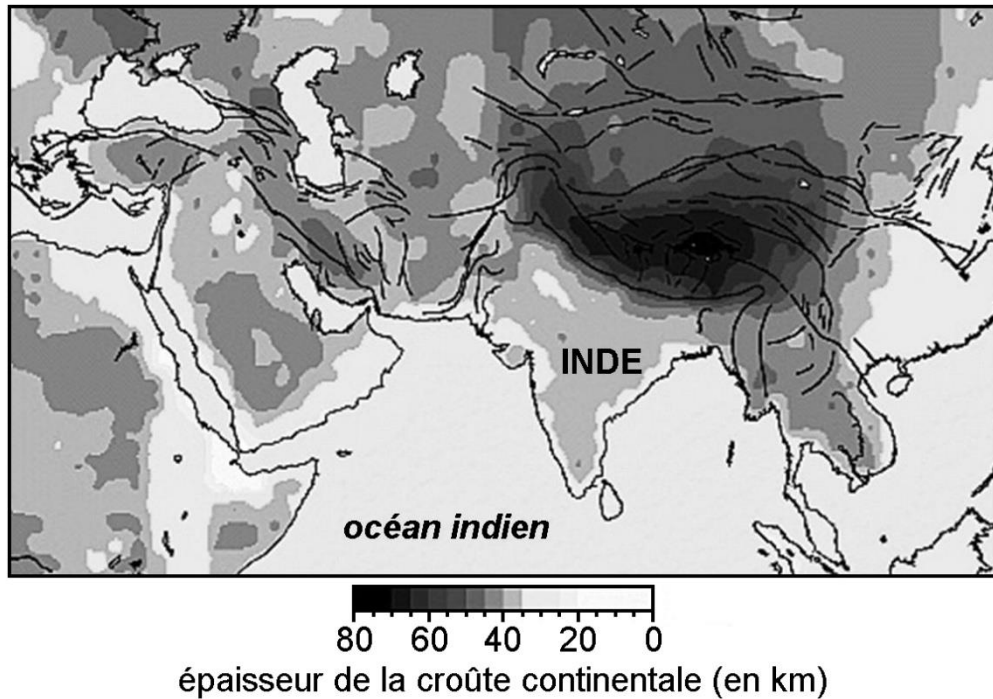 INDE
océan indien
80 60 40 20 0
épaisseur de la croûte continentale (en km)